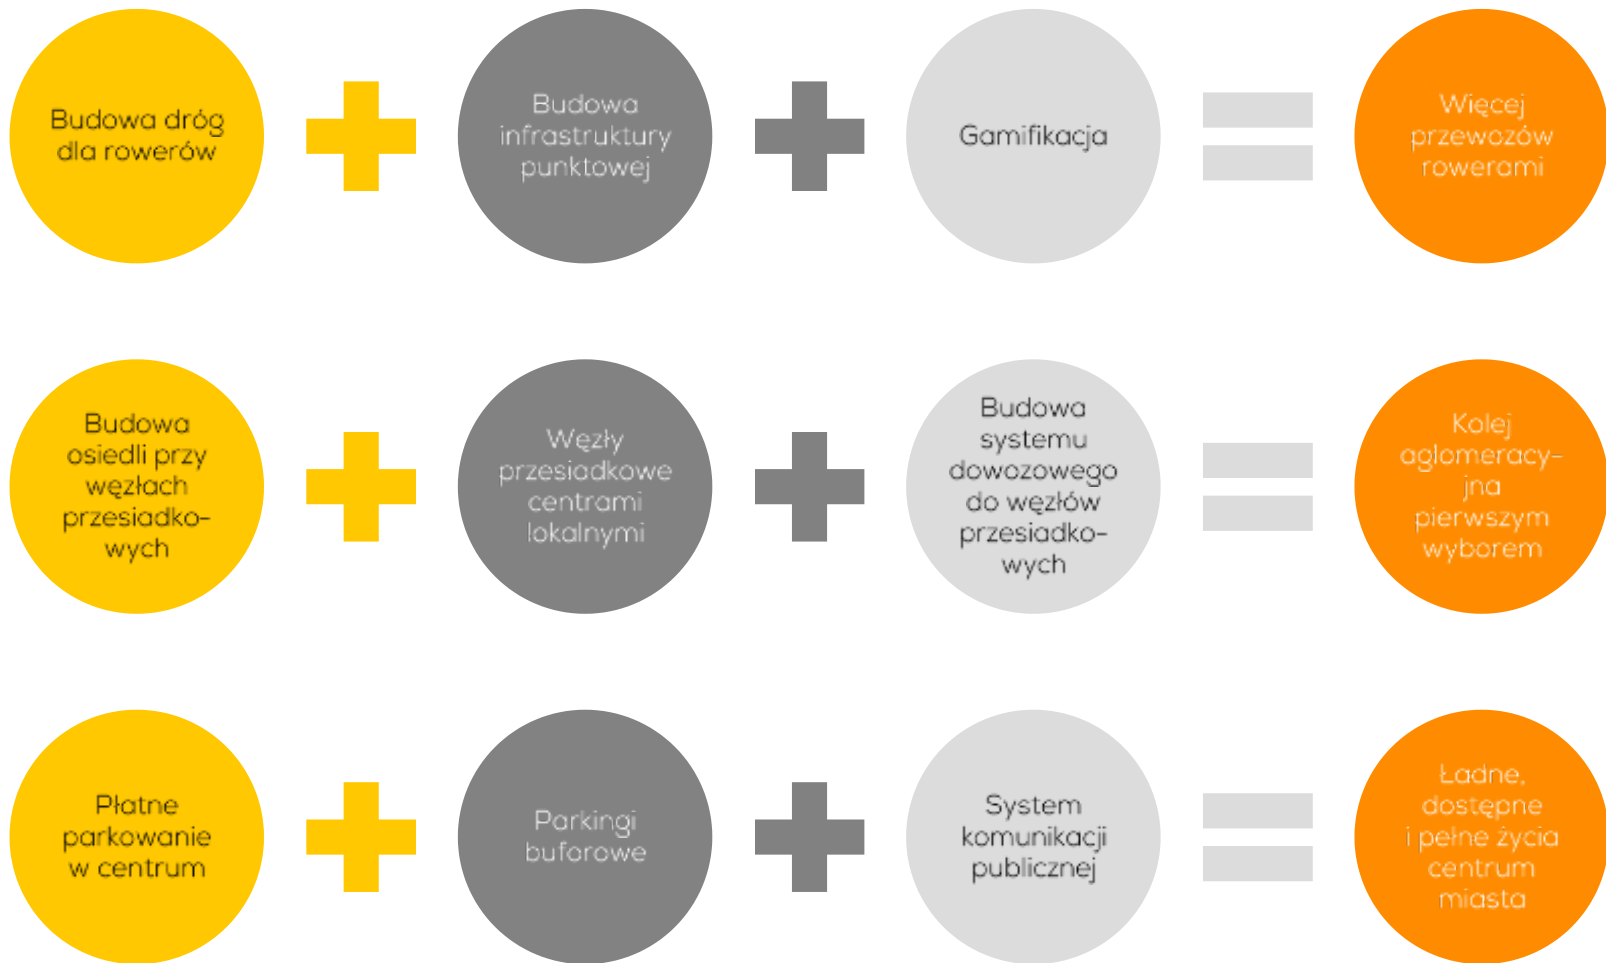 Budowa dróg
dla rowerów
Budowa
infrastruktury
punktowej
Gamifikacja
Więcej
przewozów
rowerami
Budowa
osiedli przy
węzłach
przesiadko-
wych
Węzły
przesiadkowe
centrami
lokalnymi
Budowa
systemu
dowozowego
do węzłów
przesiadko-
wych
Kolej
aglomeracy-
jna
pierwszym
wyborem
Płatne
parkowanie
w centrum
Parkingi
buforowe
System
komunikacji
publicznej
Ładne,
dostępne
i pełne życia
centrum
miasta